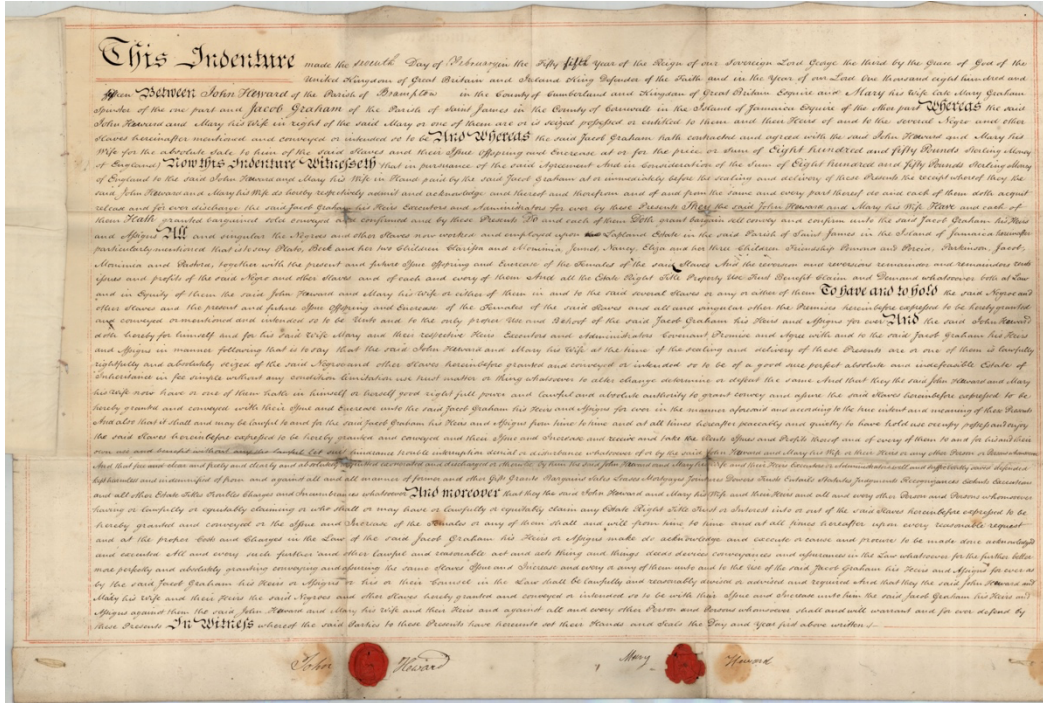 This Indenture made the seventh Day of February in the Fifty fifth Year of the Reign of our Sovereign Lord George the third by the Grace of God of the
United Kingdom of Great Britain and Ireland King Defender of the Faith and in the Year of our Lord One thousand eight hundred and
fifteen Between John Heward of the Parish of Brampton in the County of Cumberland and Kingdom of Great Britain Esquire and Mary his Wife late Mary Graham
Spinster of the one part and Jacob Graham of the Parish of Saint James in the County of Cornwall in the Island of Jamaica Esquire of the other part Whereas the said
John Heward and Mary his Wife in right of the said Mary or one of them are or is seized possessed or entitled to them and their Heirs of and to the several Negro and other
Slaves hereinafter mentioned and conveyed or intended so to be And Whereas the said Jacob Graham hath contracted and agreed with the said John Heward and Mary his
Wife for the absolute Sale to him of the said Slaves and their Issue Offspring and Encrease at or for the price or Sum of Eight hundred and fifty Pounds Sterling Money
of England Now this Indenture Witnesseth that in pursuance of the said Agreement And in Consideration of the Sum of Eight hundred and fifty Pounds Sterling Money
of England to the said John Heward and Mary his Wife in Hand paid by the said Jacob Graham at or immediately before the sealing and delivery of these Presents the receipt whereof they the
said John Heward and Mary his Wife do hereby respectively admit and acknowledge and thereof and therefrom and of and from the same and every part thereof do and each of them doth acquit
release and for ever discharge the said Jacob Graham his Heirs Executors and Administrators for ever by these Presents They the said John Heward and Mary his Wife Have and each of
them Hath granted bargained sold conveyed and confirmed and by these Presents Do and each of them Doth grant bargain sell convey and confirm unto the said Jacob Graham his Heirs
and Assigns All and singular the Negroes and other Slaves now worked and employed upon Lapland Estate in the said Parish of Saint James in the Island of Jamaica hereinafter
particularly mentioned that is to say Plato, Beck and her two Children Clarissa and Monimia, James, Nancy, Eliza and her three Children Friendship Pomona and Portia, Parkinson, Jacob,
Monimia and together with the present and future Issue Offspring and Encrease of the Females of the said Slaves And the reversion and reversions remainder and remainders rents
issues and profits of the said Negro and other Slaves and of each and every of them And all the Estate Right Title Property Use Trust Benefit Claim and Demand whatsoever both at Law
and in Equity of them the said John Heward and Mary his Wife or either of them in and to the said several Slaves or any or either of them To have and to hold the said Negroes and
other Slaves and the present and future Issue Offspring and Increase of the Females of the said Slaves and all and singular other the Premises hereinbefore expressed to be hereby granted
and conveyed or mentioned and intended so to be Unto and to the only proper Use and Behoof of the said Jacob Graham his Heirs and Assigns for ever And the said John Heward
doth hereby for himself and for his said Wife Mary and their respective Heirs Executors and Administrators Covenant Promise and Agree with and to the said Jacob Graham his Heirs
and Assigns in manner following that is to say that the said John Heward and Mary his Wife at the time of the sealing and delivery of these Presents are or one of them is lawfully
rightfully and absolutely seized of the said Negro and other Slaves hereinbefore granted and conveyed or intended so to be of a good sure perfect absolute and indefeasible Estate of
Inheritance in fee simple without any condition limitation use trust matter or thing whatsoever to alter change determine or defeat the same And that they the said John Heward and Mary
his Wife now have or one of them hath in himself or herself good right full power and lawful and absolute authority to grant convey and assure the said Slaves hereinbefore expressed to be
hereby granted and conveyed with their Issue and Encrease unto the said Jacob Graham his Heirs and Assigns for ever in the manner aforesaid and according to the true intent and meaning of these Presents
And also that it shall and may be lawful to and for the said Jacob Graham his Heirs and Assigns from time to time and at all times hereafter peaceably and quietly to have hold use occupy possess and enjoy
the said Slaves hereinbefore expressed to be hereby granted and conveyed and their Issue and Increase and receive and take the Rents Issues and Profits thereof and of every of them to and for his and their
own use and benefit without any the lawful let suit hindrance trouble interruption denial or disturbance whatsoever of or by the said John Heward and Mary his Wife or their Heirs or any other Person or Persons
And that free and clear and freely and clearly and absolutely acquitted exonerated and discharged or otherwise by them the said John Heward and Mary his Wife and their Heirs Executors or Administrators well and sufficiently saved defended
kept harmless and indemnified of from and against all and all manner of former and other Gifts Grants Bargains Sales Leases Mortgages Jointures Dowers Trusts Entails Statutes Judgments Recognizances Extents Executions
and all other Estate Titles Troubles Charges and Incumbrances whatsoever And moreover that they the said John Heward and Mary his Wife and their Heirs and all and every other Person and Persons whomsoever
having or lawfully or equitably claiming or who shall or may have or lawfully or equitably claim any Estate Right Title Trust or Interest into or out of the said Slaves hereinbefore expressed to be
hereby granted and conveyed or the Issue and Increase of the Females or any of them shall and will from time to time and at all times hereafter upon every reasonable request
and at the proper Costs and Charges in the Law of the said Jacob Graham his Heirs or Assigns make do acknowledge and execute or cause and procure to be made done acknowledged
and executed All and every such further and other lawful and reasonable act and acts thing and things deeds devices conveyances and assurances in the Law whatsoever for the further better
more perfectly and absolutely granting conveying and assuring the same Slaves Issue and Increase and every or any of them unto and to the Use of the said Jacob Graham his Heirs and Assigns for ever as
by the said Jacob Graham his Heirs or Assigns or his or their Counsel in the Law shall be lawfully and reasonably devised or advised and required And that they the said John Heward and
Mary his Wife and their Heirs the said Negroes and other Slaves hereby granted and conveyed or intended so to be with their Issue and Increase unto him the said Jacob Graham his Heirs and
Assigns against them the said John Heward and Mary his Wife and their Heirs and against all and every other Person and Persons whomsoever shall and will warrant and for ever defend by
these Presents In Witness whereof the said Parties to these Presents have hereunto set their Hands and Seals the Day and Year first above written
John Heward Mary Heward